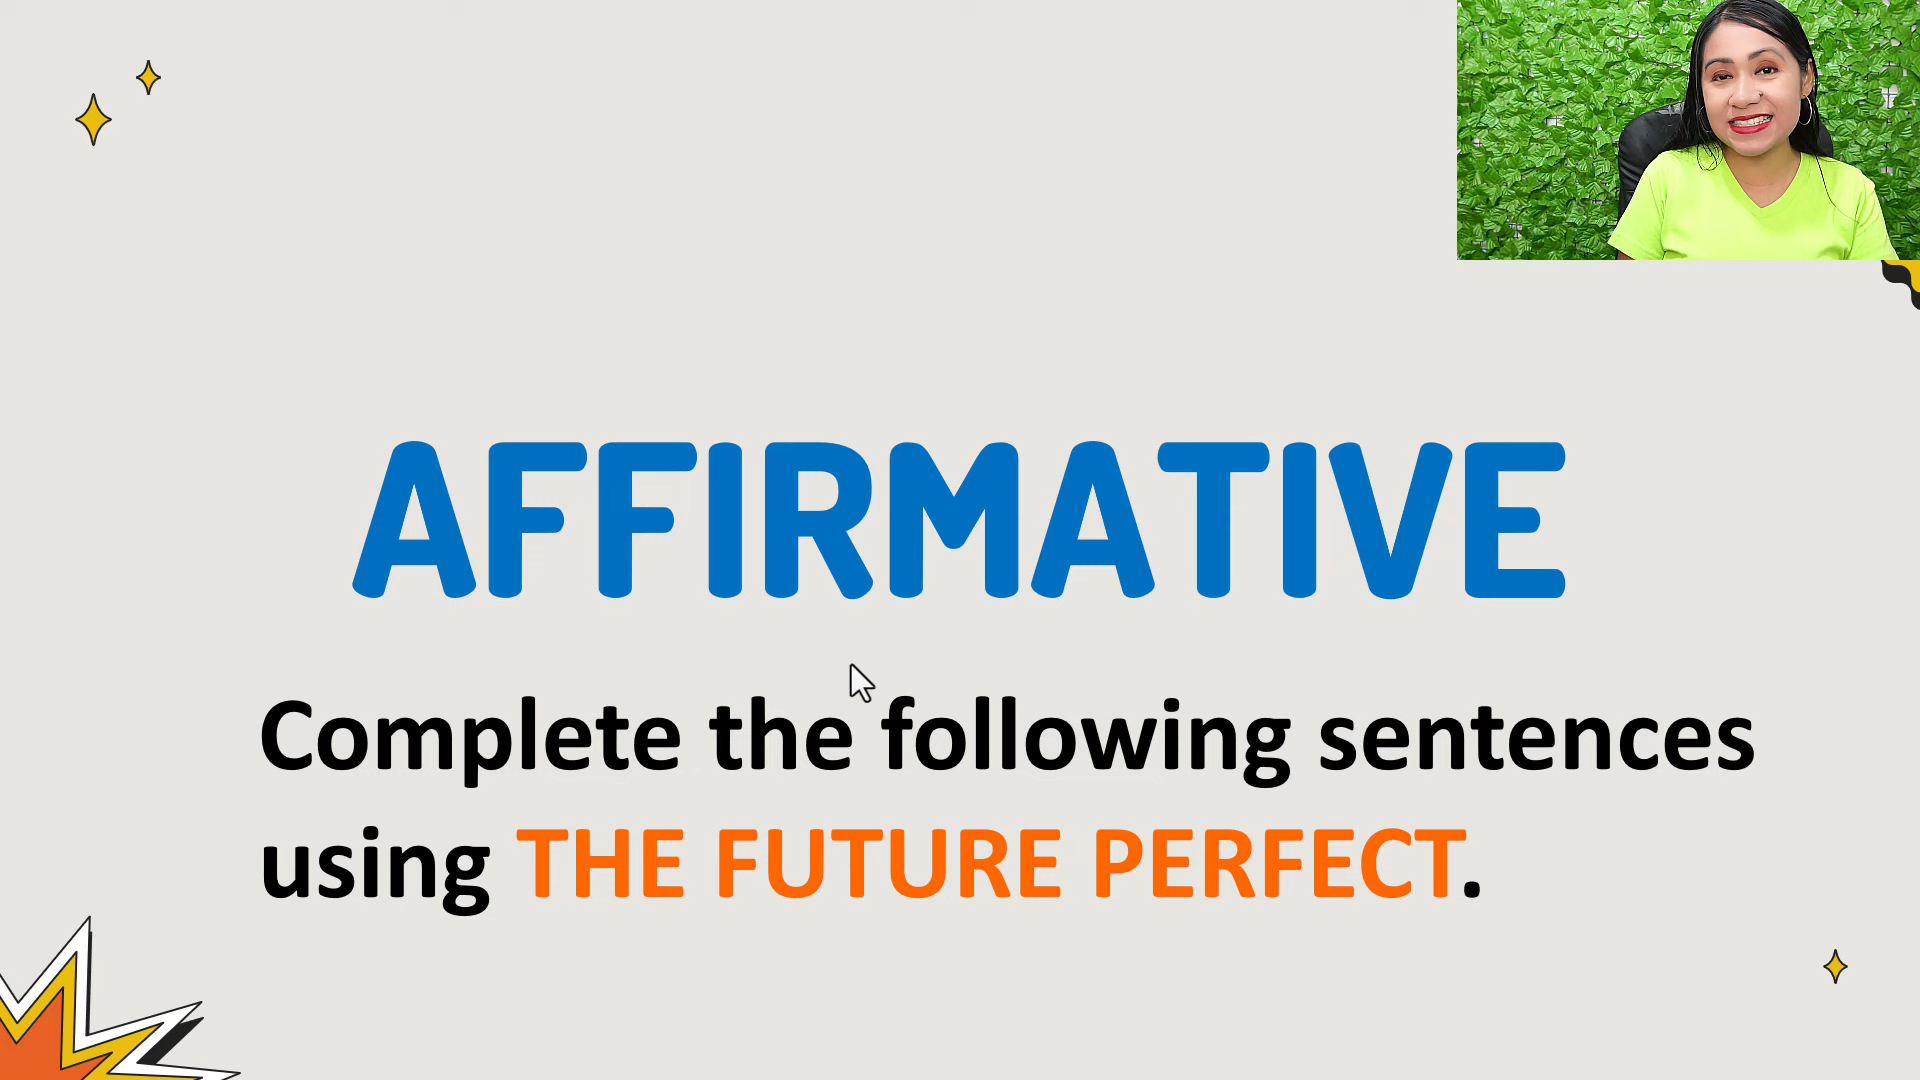 AFFIRMATIVE
Complete the following sentences
using THE FUTURE PERFECT.